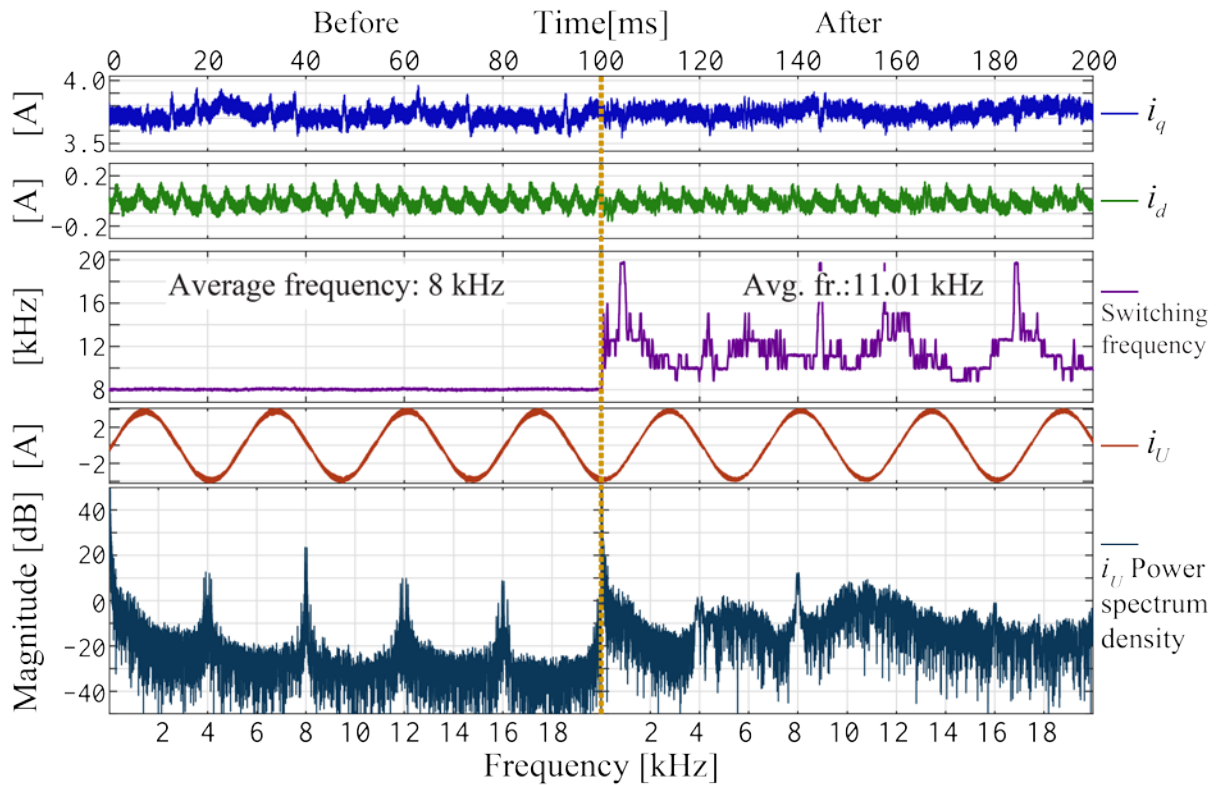 Before Time[ms] After
0 20 40 60 80 100 120 140 160 180 200
4.0
[A]
3.5
i_q
0.2
[A]
-0.2
i_d
20
16
12
8
[kHz]
Average frequency: 8 kHz
Avg. fr.:11.01 kHz
Switching
frequency
2
-2
[A]
i_U
40
20
0
-20
-40
Magnitude [dB]
i_U Power
spectrum
density
2 4 6 8 10 12 14 16 18 2 4 6 8 10 12 14 16 18
Frequency [kHz]